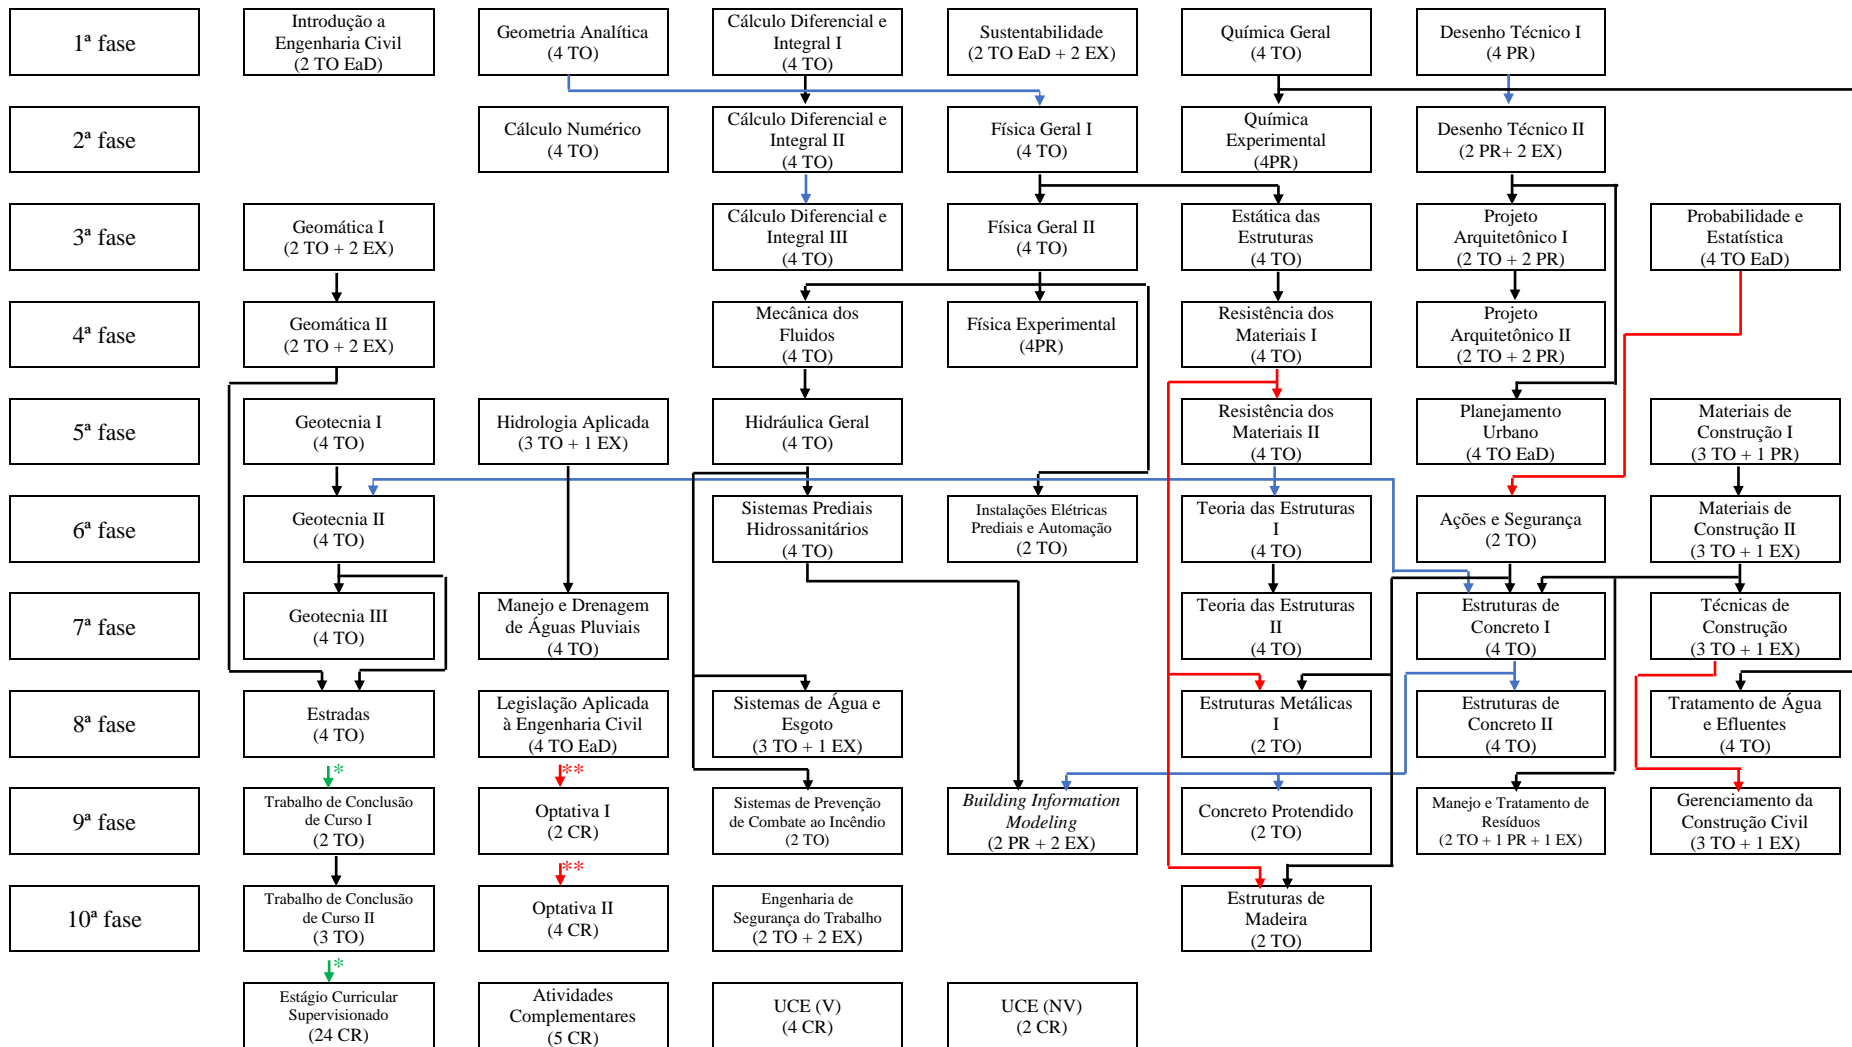 1ª fase
Introdução a
Engenharia Civil
(2 TO EaD)
Geometria Analítica
(4 TO)
Cálculo Diferencial e
Integral I
(4 TO)
Sustentabilidade
(2 TO EaD + 2 EX)
Química Geral
(4 TO)
Desenho Técnico I
(4 PR)
2ª fase
Cálculo Numérico
(4 TO)
Cálculo Diferencial e
Integral II
(4 TO)
Física Geral I
(4 TO)
Química
Experimental
(4PR)
Desenho Técnico II
(2 PR+ 2 EX)
3ª fase
Geomática I
(2 TO + 2 EX)
Cálculo Diferencial e
Integral III
(4 TO)
Física Geral II
(4 TO)
Estática das
Estruturas
(4 TO)
Projeto
Arquitetônico I
(2 TO + 2 PR)
Probabilidade e
Estatística
(4 TO EaD)
4ª fase
Geomática II
(2 TO + 2 EX)
Mecânica dos
Fluidos
(4 TO)
Física Experimental
(4PR)
Resistência dos
Materiais I
(4 TO)
Projeto
Arquitetônico II
(2 TO + 2 PR)
5ª fase
Geotecnia I
(4 TO)
Hidrologia Aplicada
(3 TO + 1 EX)
Hidráulica Geral
(4 TO)
Resistência dos
Materiais II
(4 TO)
Planejamento
Urbano
(4 TO EaD)
Materiais de
Construção I
(3 TO + 1 PR)
6ª fase
Geotecnia II
(4 TO)
Sistemas Prediais
Hidrossanitários
(4 TO)
Instalações Elétricas
Prediais e Automação
(2 TO)
Teoria das Estruturas
I
(4 TO)
Ações e Segurança
(2 TO)
Materiais de
Construção II
(3 TO + 1 EX)
7ª fase
Geotecnia III
(4 TO)
Manejo e Drenagem
de Águas Pluviais
(4 TO)
Teoria das Estruturas
II
(4 TO)
Estruturas de
Concreto I
(4 TO)
Técnicas de
Construção
(3 TO + 1 EX)
8ª fase
Estradas
(4 TO)
Legislação Aplicada
à Engenharia Civil
(4 TO EaD)
Sistemas de Água e
Esgoto
(3 TO + 1 EX)
Estruturas Metálicas
I
(2 TO)
Estruturas de
Concreto II
(4 TO)
Tratamento de Água
e Efluentes
(4 TO)
*
**
9ª fase
Trabalho de Conclusão
de Curso I
(2 TO)
Optativa I
(2 CR)
Sistemas de Prevenção
de Combate ao Incêndio
(2 TO)
Building Information
Modeling
(2 PR + 2 EX)
Concreto Protendido
(2 TO)
Manejo e Tratamento de
Resíduos
(2 TO + 1 PR + 1 EX)
Gerenciamento da
Construção Civil
(3 TO + 1 EX)
**
10ª fase
Trabalho de Conclusão
de Curso II
(3 TO)
Optativa II
(4 CR)
Engenharia de
Segurança do Trabalho
(2 TO + 2 EX)
Estruturas de
Madeira
(2 TO)
*
Estágio Curricular
Supervisionado
(24 CR)
Atividades
Complementares
(5 CR)
UCE (V)
(4 CR)
UCE (NV)
(2 CR)